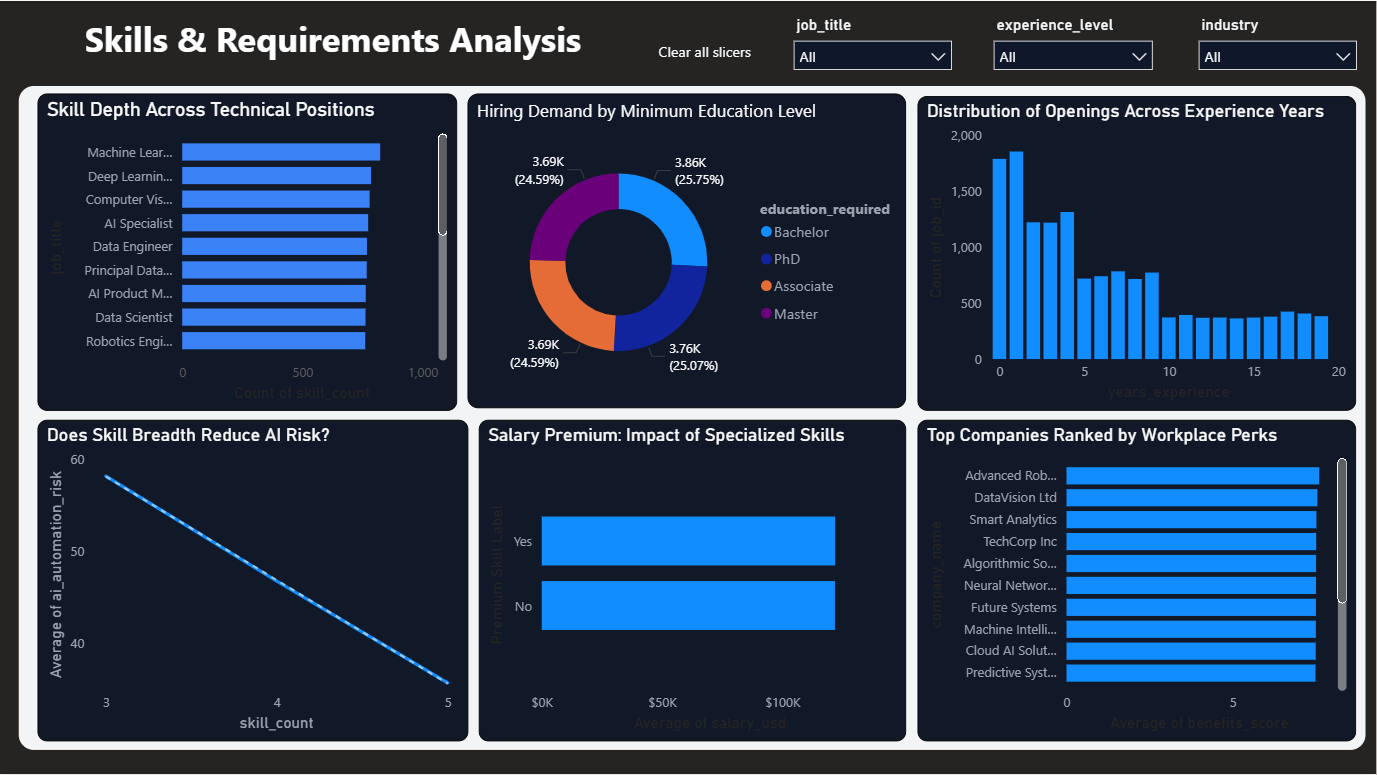 Skills & Requirements Analysis
Clear all slicers
job_title
All
experience_level
All
industry
All
Skill Depth Across Technical Positions
job_title
Machine Lear...
Deep Learnin...
Computer Vis...
AI Specialist
Data Engineer
Principal Data...
AI Product M...
Data Scientist
Robotics Engi...
0 500 1,000
Count of skill_count
Hiring Demand by Minimum Education Level
3.69K
(24.59%)
3.86K
(25.75%)
3.69K
(24.59%)
3.76K
(25.07%)
education_required
Bachelor
PhD
Associate
Master
Distribution of Openings Across Experience Years
Count of job_id
2,000
1,500
1,000
500
0
0 5 10 15 20
years_experience
Does Skill Breadth Reduce AI Risk?
Average of ai_automation_risk
60
50
40
3 4 5
skill_count
Salary Premium: Impact of Specialized Skills
Premium Skill Label
Yes
No
$0K $50K $100K
Average of salary_usd
Top Companies Ranked by Workplace Perks
company_name
Advanced Rob...
DataVision Ltd
Smart Analytics
TechCorp Inc
Algorithmic So...
Neural Networ...
Future Systems
Machine Intelli...
Cloud AI Solut...
Predictive Syst...
0 5
Average of benefits_score